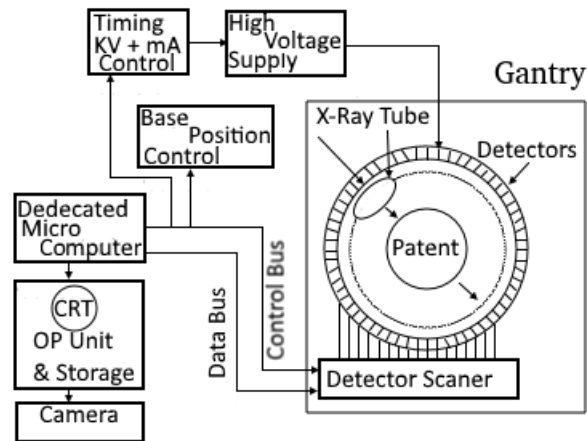 Timing
KV + mA
Control
High
Voltage
Supply
Gantry
X-Ray Tube
Detectors
Base
Position
Control
Dedecated
Micro
Computer
Patent
CRT
OP Unit
& Storage
Data Bus
Control Bus
Detector Scaner
Camera